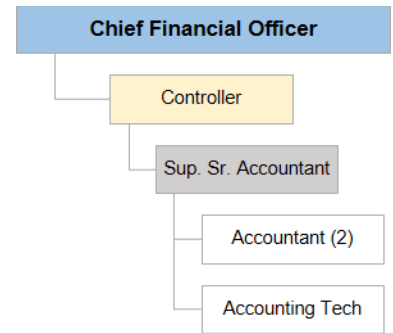 Chief Financial Officer
Controller
Sup. Sr. Accountant
Accountant (2)
Accounting Tech